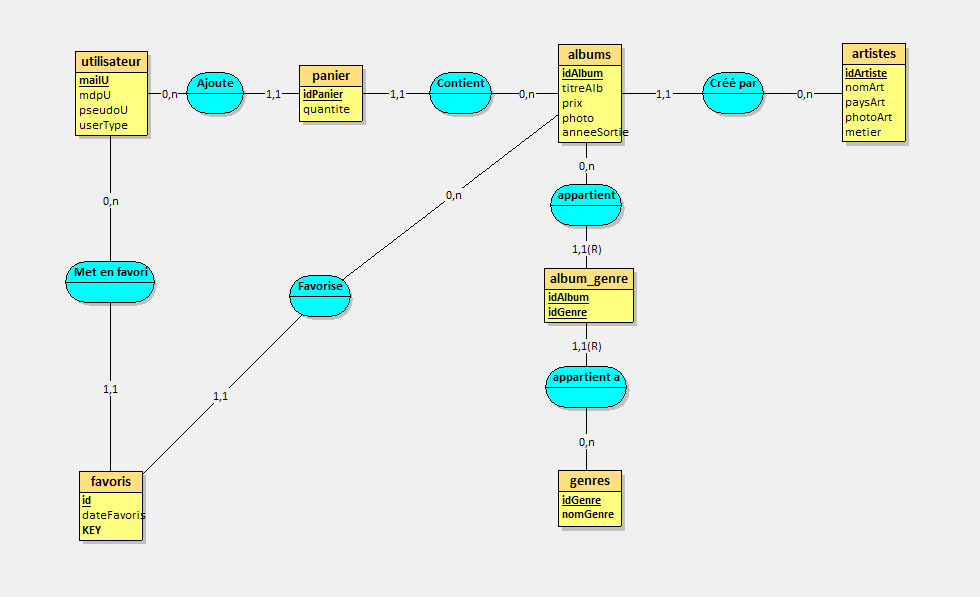 utilisateur
mailU
mdpU
pseudoU
userType
0,n
Ajoute
1,1
panier
idPanier
quantite
1,1
Contient
0,n
albums
idAlbum
titreAlb
prix
photo
anneeSortie
1,1
Créé par
0,n
artistes
idArtiste
nomArt
paysArt
photoArt
metier
0,n
Met en favori
1,1
0,n
Favorise
1,1
0,n
appartient
1,1(R)
album_genre
idAlbum
idGenre
1,1(R)
appartient a
0,n
favoris
id
dateFavoris
KEY
genres
idGenre
nomGenre